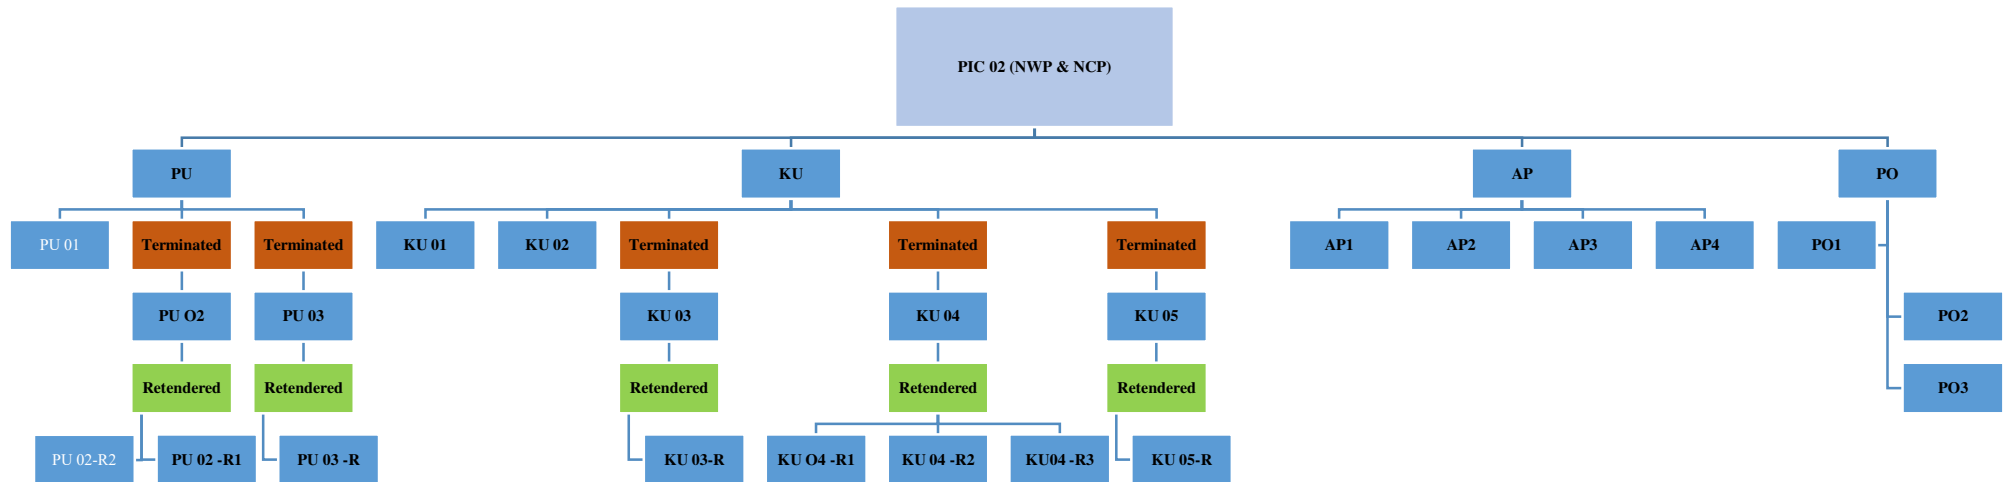 PIC 02 (NWP & NCP)
PU
KU
AP
PO
PU 01
Terminated
Terminated
KU 01
KU 02
Terminated
Terminated
Terminated
AP1
AP2
AP3
AP4
PO1
PU O2
PU 03
KU 03
KU 04
KU 05
PO2
Retendered
Retendered
Retendered
Retendered
Retendered
PO3
PU 02-R2
PU 02 -R1
PU 03 -R
KU 03-R
KU O4 -R1
KU 04 -R2
KU04 -R3
KU 05-R